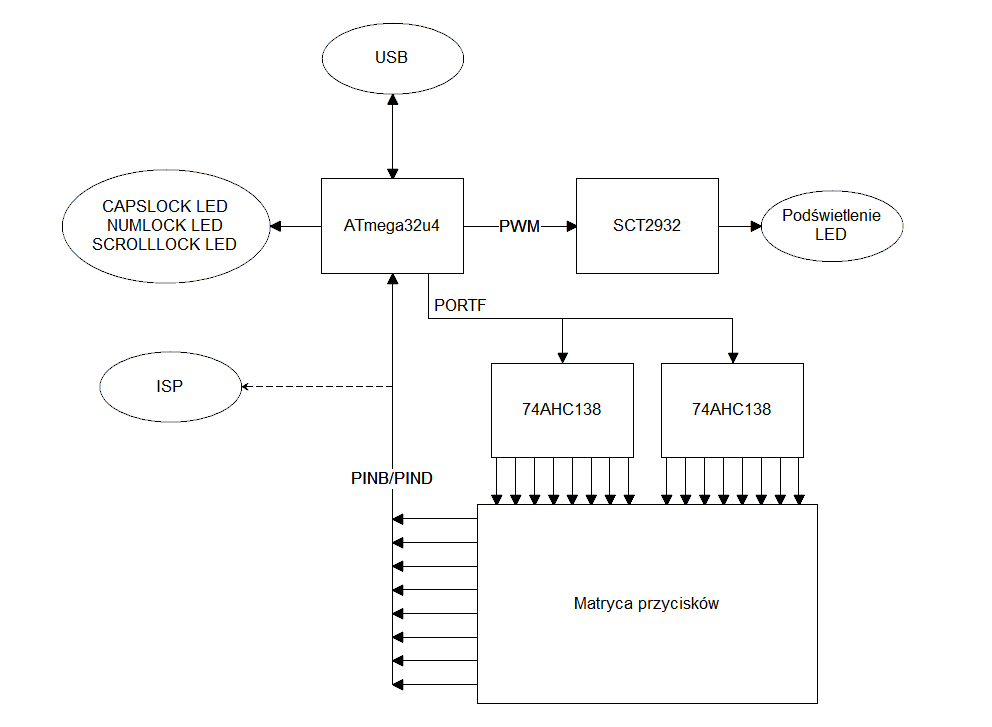 USB
CAPSLOCK LED
NUMLOCK LED
SCROLLLOCK LED
ATmega32u4
PWM
SCT2932
Podświetlenie
LED
PORTF
ISP
74AHC138
74AHC138
PINB/PIND
Matryca przycisków